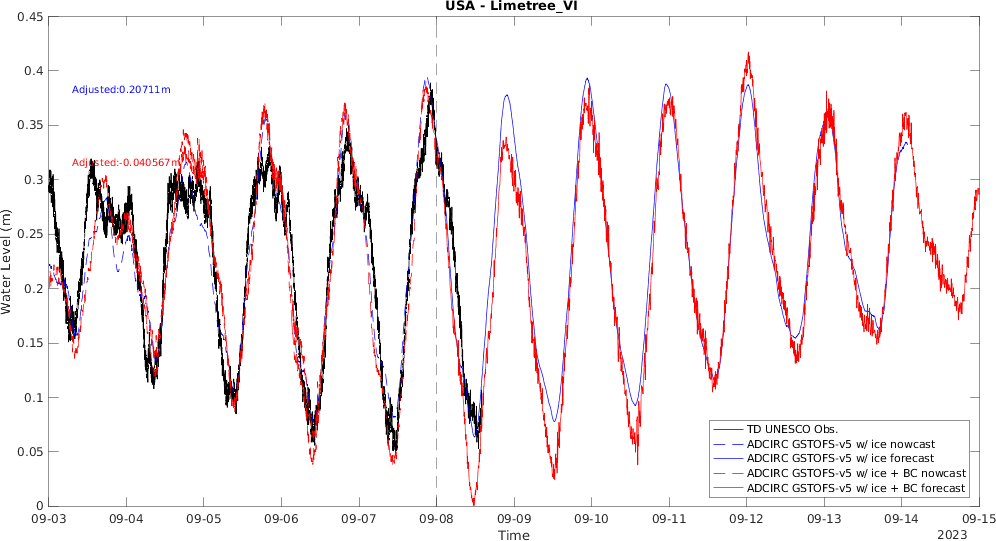 USA - Limetree_VI
0.45
0.4
0.35
0.3
0.25
0.2
0.15
0.1
0.05
0
Water Level (m)
Adjusted:0.20711m
Adjusted:-0.040567m
TD UNESCO Obs.
ADCIRC GSTOFS-v5 w/ ice nowcast
ADCIRC GSTOFS-v5 w/ ice forecast
ADCIRC GSTOFS-v5 w/ ice + BC nowcast
ADCIRC GSTOFS-v5 w/ ice + BC forecast
09-03 09-04 09-05 09-06 09-07 09-08 09-09 09-10 09-11 09-12 09-13 09-14 09-15
Time
2023